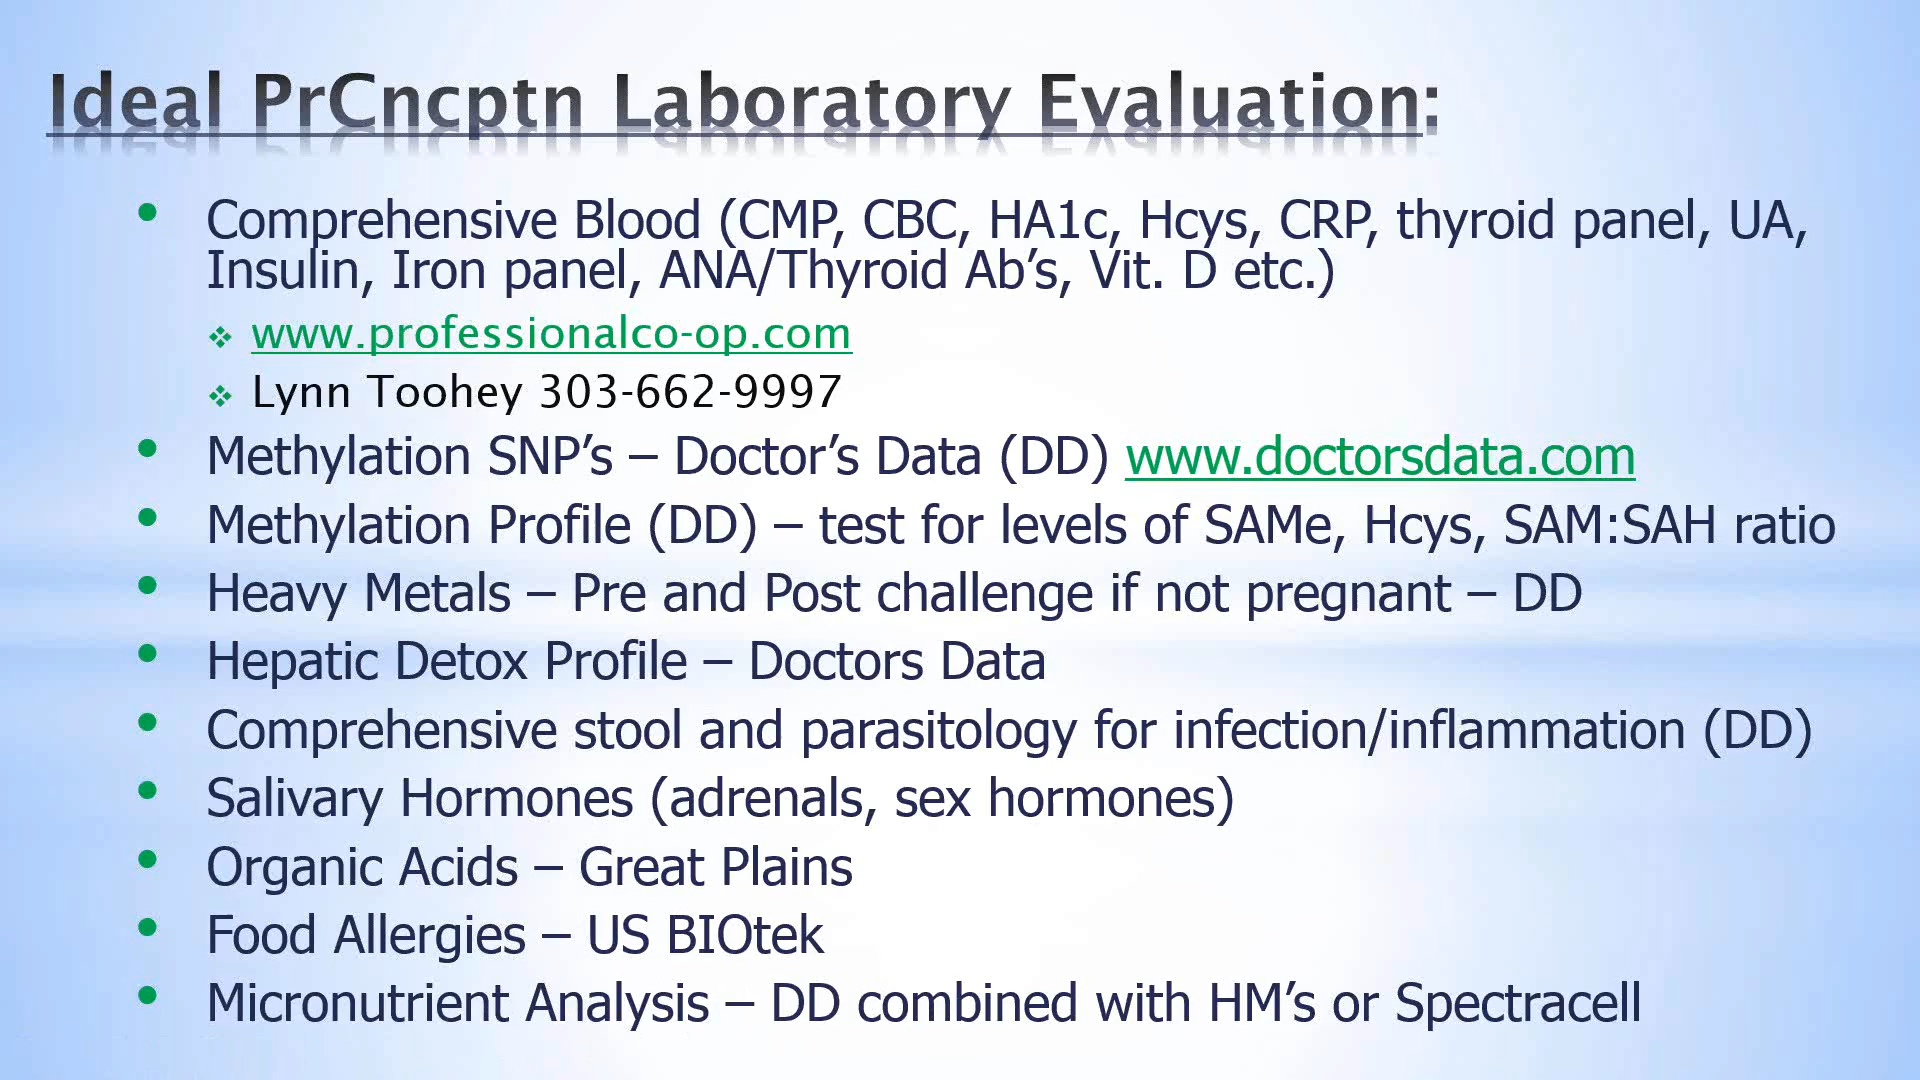 Ideal PrCncptn Laboratory Evaluation:
• Comprehensive Blood (CMP, CBC, HA1c, Hcys, CRP, thyroid panel, UA,
Insulin, Iron panel, ANA/Thyroid Ab’s, Vit. D etc.)
❖ www.professionalco-op.com
❖ Lynn Toohey 303-662-9997
• Methylation SNP’s – Doctor’s Data (DD) www.doctorsdata.com
• Methylation Profile (DD) – test for levels of SAMe, Hcys, SAM:SAH ratio
• Heavy Metals – Pre and Post challenge if not pregnant – DD
• Hepatic Detox Profile – Doctors Data
• Comprehensive stool and parasitology for infection/inflammation (DD)
• Salivary Hormones (adrenals, sex hormones)
• Organic Acids – Great Plains
• Food Allergies – US BIOtek
• Micronutrient Analysis – DD combined with HM’s or Spectracell